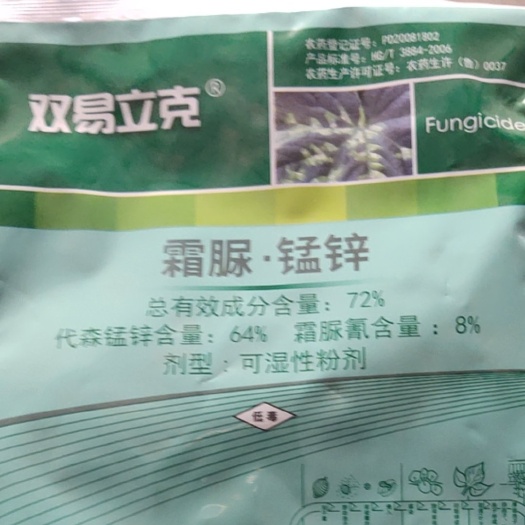 农药登记证号：PD20081802
产品标准号：HG/T 3884-2006
农药生产许可证号：农药生许（鲁）0037
双易立克®
Fungicide
霜脲·锰锌
总有效成分含量：72%
代森锰锌含量：64% 霜脲氰含量：8%
剂型：可湿性粉剂
低毒